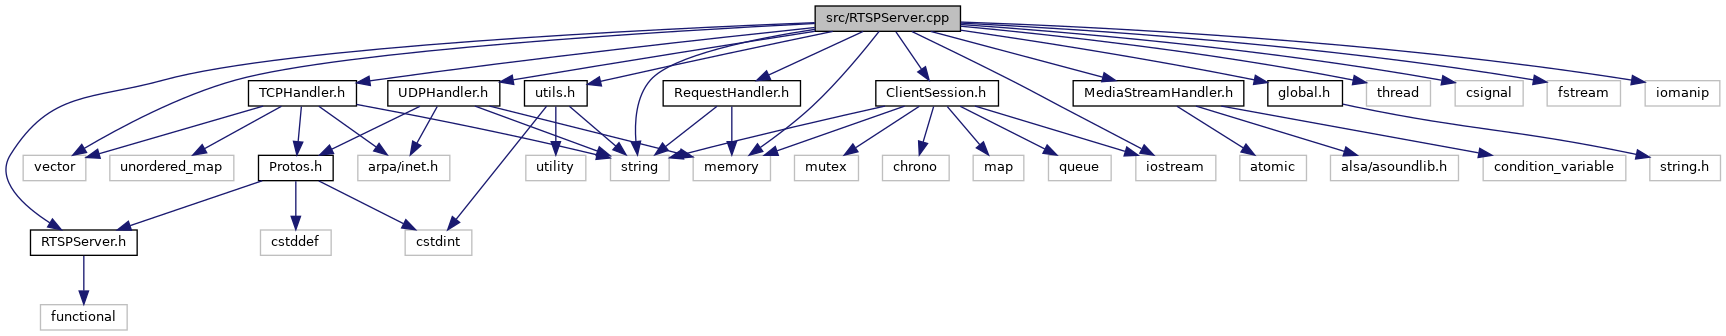 src/RTSPServer.cpp
TCPHandler.h
UDPHandler.h
utils.h
RequestHandler.h
ClientSession.h
MediaStreamHandler.h
global.h
thread
csignal
fstream
iomanip
vector
unordered_map
Protos.h
arpa/inet.h
utility
string
memory
mutex
chrono
map
queue
iostream
atomic
alsa/asoundlib.h
condition_variable
string.h
RTSPServer.h
cstddef
cstdint
functional